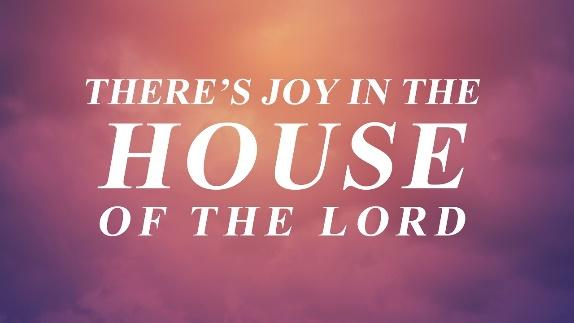 THERE'S JOY IN THE
HOUSE
OF THE LORD